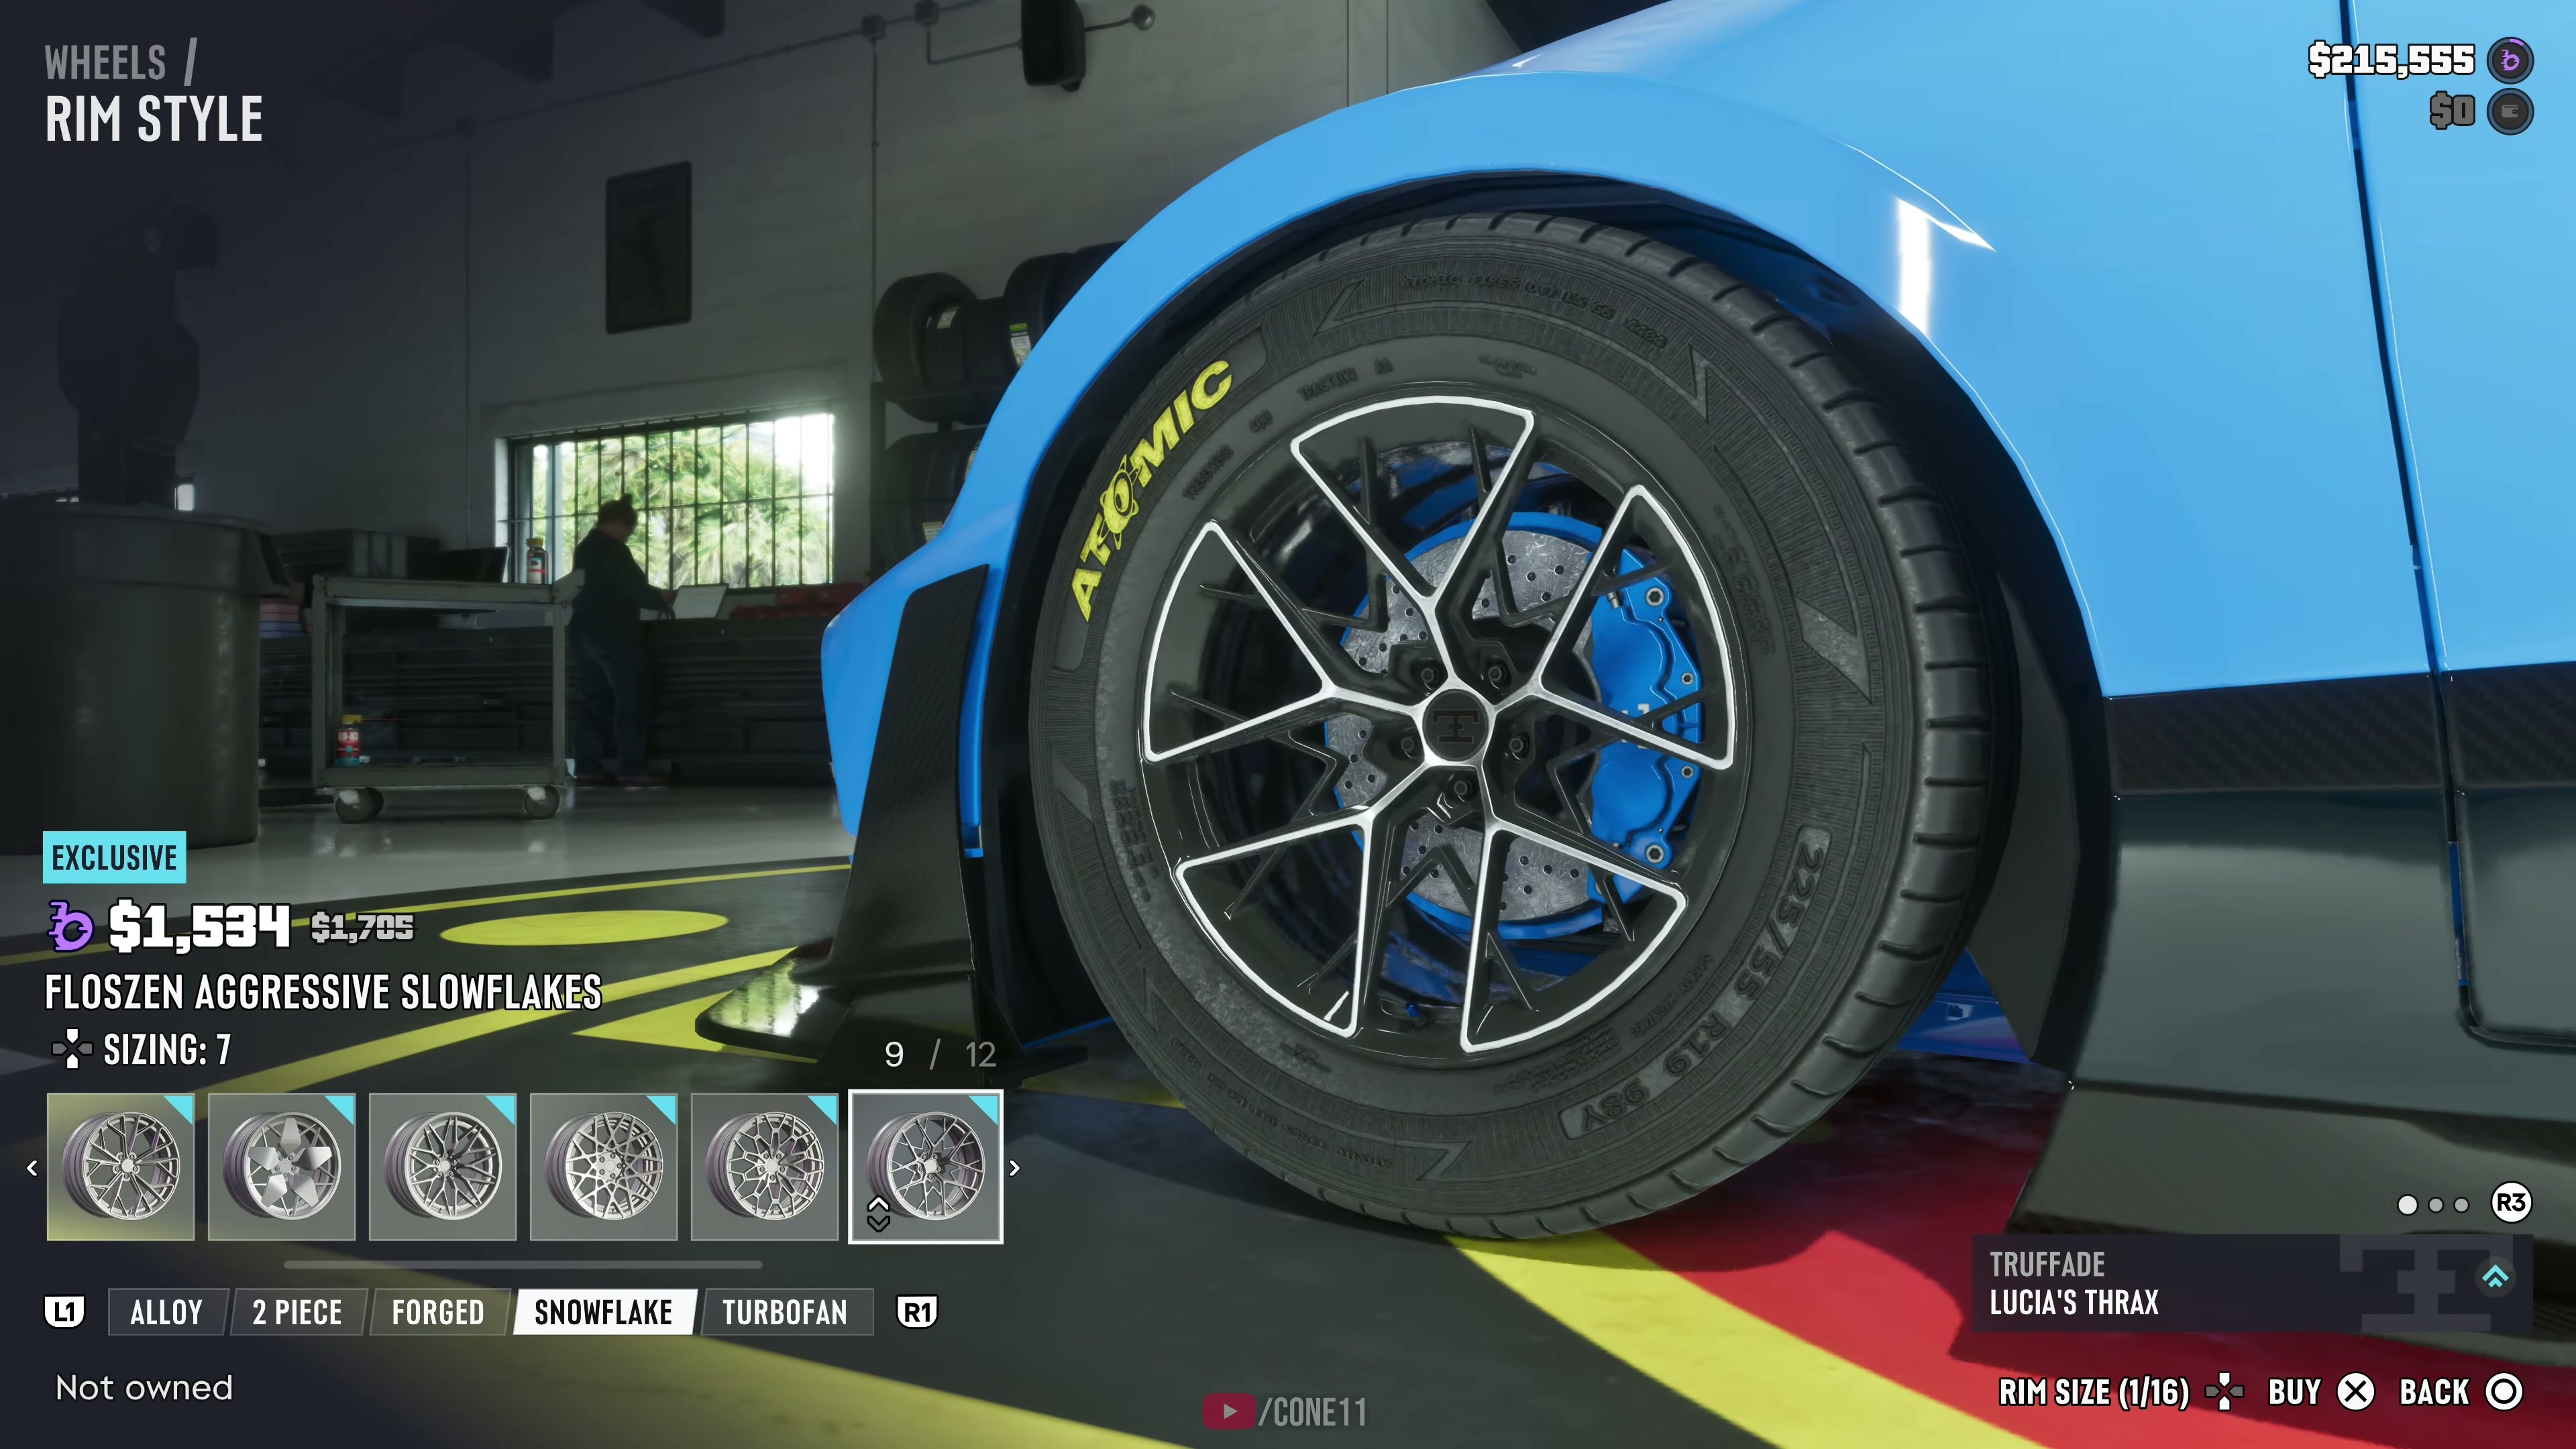 WHEELS /
RIM STYLE
$215,555
$0
ATOMIC
TRACTION AA
225/55 R19 98Y
EXCLUSIVE
$1,534 $1,705
FLOSZEN AGGRESSIVE SLOWFLAKES
SIZING: 7
9 / 12
R3
TRUFFADE
LUCIA'S THRAX
L1 ALLOY 2 PIECE FORGED SNOWFLAKE TURBOFAN R1
Not owned
/CONE11
RIM SIZE (1/16) BUY BACK